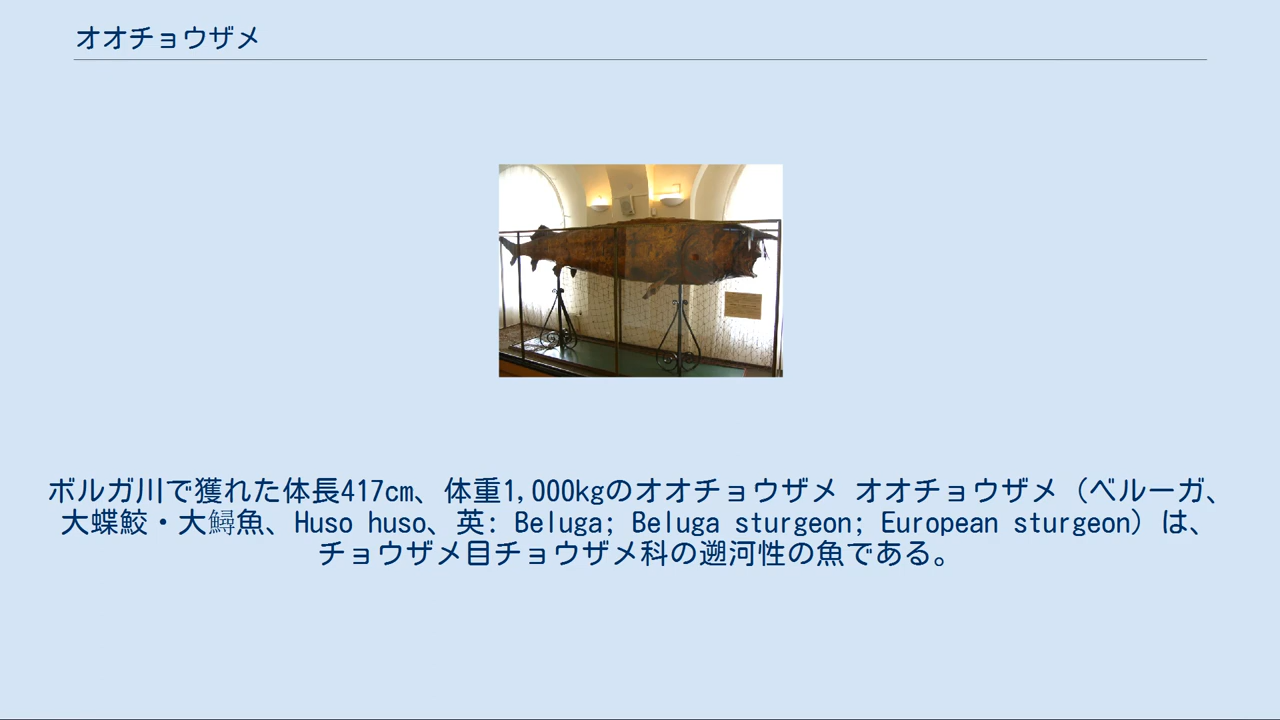 オオチョウザメ
ボルガ川で獲れた体長417cm、体重1,000kgのオオチョウザメ オオチョウザメ（ベルーガ、
大蝶鮫・大鱘魚、Huso huso、英: Beluga; Beluga sturgeon; European sturgeon）は、
チョウザメ目チョウザメ科の遡河性の魚である。